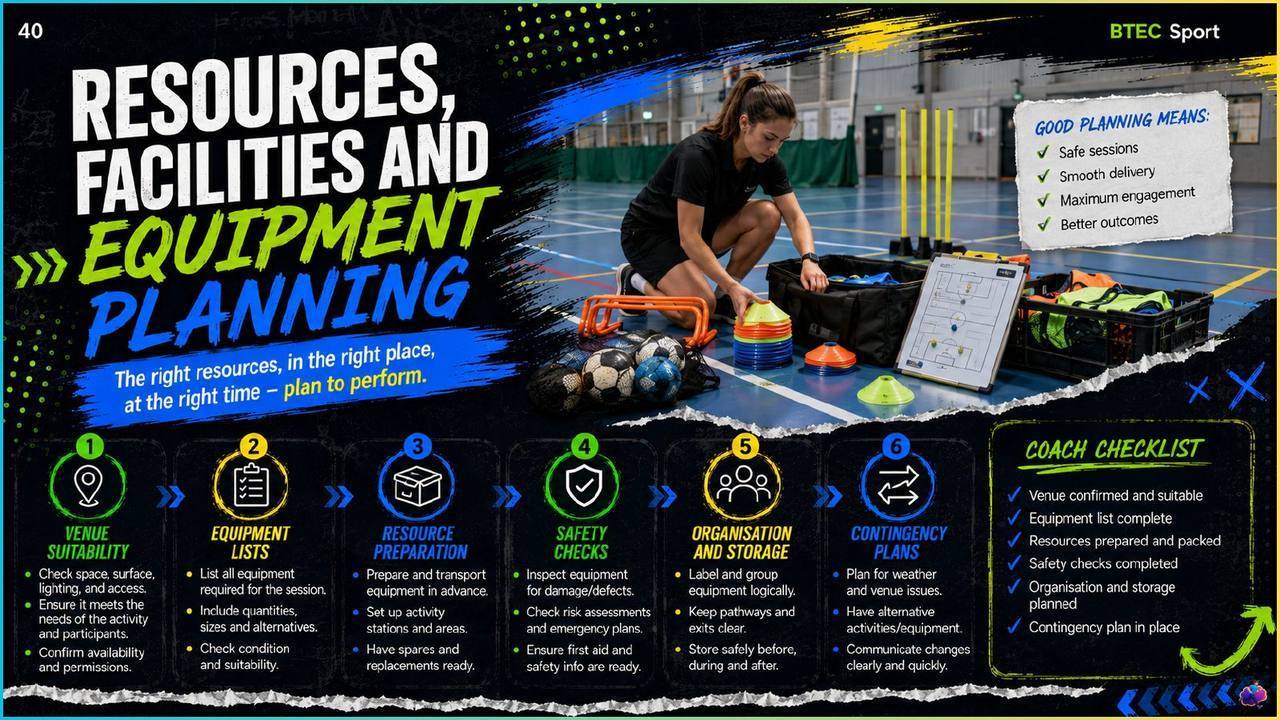 40
BTEC Sport
RESOURCES,
FACILITIES AND
EQUIPMENT
PLANNING
The right resources, in the right place,
at the right time – plan to perform.
GOOD PLANNING MEANS:
Safe sessions
Smooth delivery
Maximum engagement
Better outcomes
1
VENUE
SUITABILITY
Check space, surface,
lighting, and access.
Ensure it meets the
needs of the activity
and participants.
Confirm availability
and permissions.
2
EQUIPMENT
LISTS
List all equipment
required for the session.
Include quantities,
sizes and alternatives.
Check condition
and suitability.
3
RESOURCE
PREPARATION
Prepare and transport
equipment in advance.
Set up activity
stations and areas.
Have spares and
replacements ready.
4
SAFETY
CHECKS
Inspect equipment
for damage/defects.
Check risk assessments
and emergency plans.
Ensure first aid and
safety info are ready.
5
ORGANISATION
AND STORAGE
Label and group
equipment logically.
Keep pathways and
exits clear.
Store safely before,
during and after.
6
CONTINGENCY
PLANS
Plan for weather
and venue issues.
Have alternative
activities/equipment.
Communicate changes
clearly and quickly.
COACH CHECKLIST
Venue confirmed and suitable
Equipment list complete
Resources prepared and packed
Safety checks completed
Organisation and storage
planned
Contingency plan in place